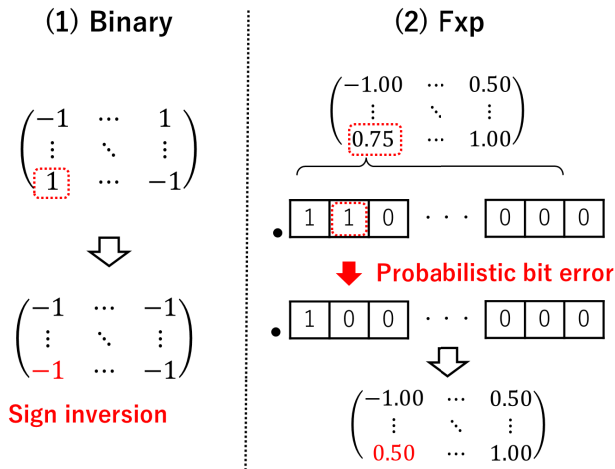 (1) Binary
−1 ⋯ 1
⋮ ⋱ ⋮
1 ⋯ −1
−1 ⋯ −1
⋮ ⋱ ⋮
−1 ⋯ −1
Sign inversion
(2) Fxp
−1.00 ⋯ 0.50
⋮ ⋱ ⋮
0.75 ⋯ 1.00
. 1 1 0 · · · 0 0 0
Probabilistic bit error
. 1 0 0 · · · 0 0 0
−1.00 ⋯ 0.50
⋮ ⋱ ⋮
0.50 ⋯ 1.00